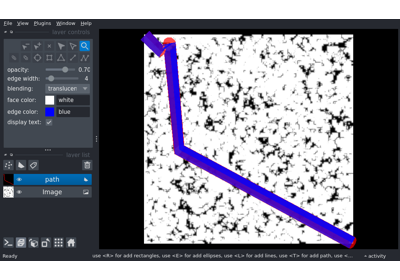 File View Plugins Window Help
layer controls
opacity: 0.70
edge width: 4
blending: translucen
face color: white
edge color: blue
display text:
layer list
path
Image
Ready
use <R> for add rectangles, use <E> for add ellipses, use <L> for add lines, use <T> for add path, use <...
activity